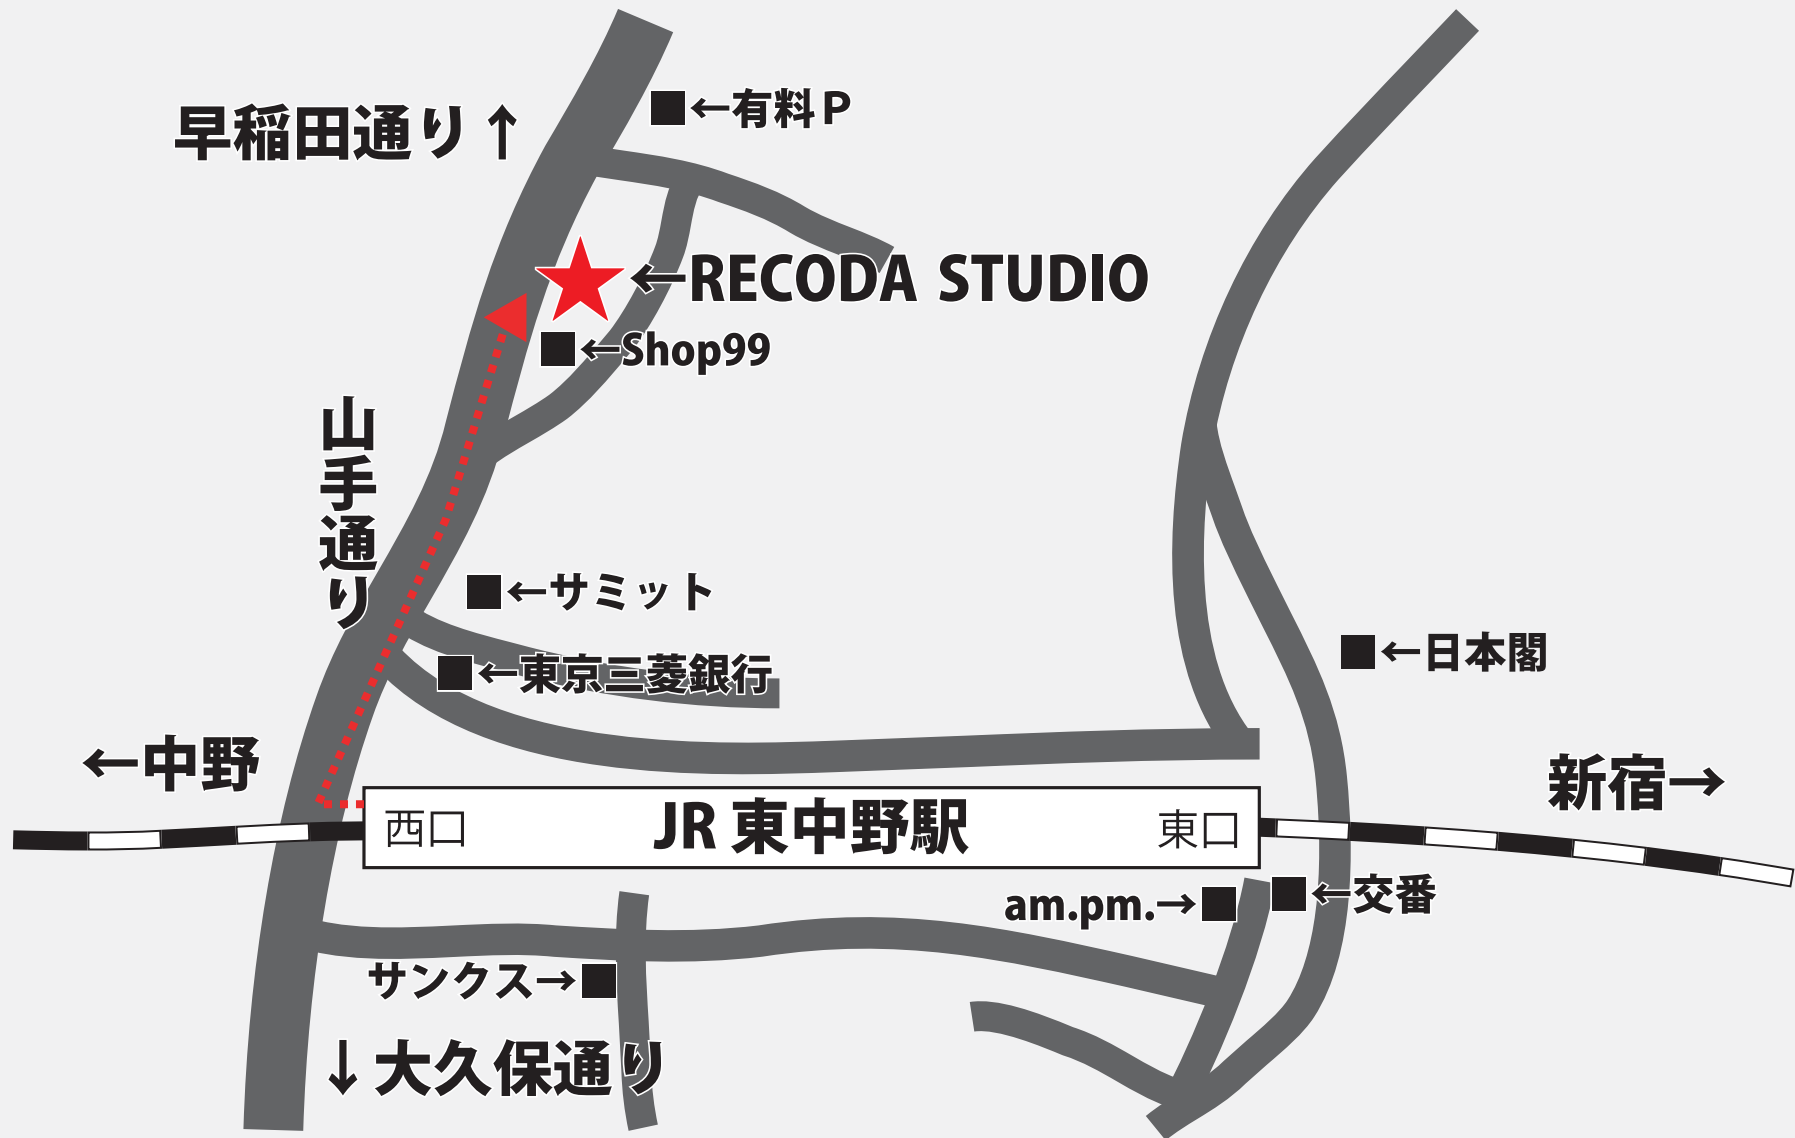 ←有料P
早稲田通り↑
←RECODA STUDIO
←Shop99
山手通り
←サミット
←日本閣
←東京三菱銀行
←中野
新宿→
西口
JR 東中野駅
東口
am.pm.→
←交番
サンクス→
↓大久保通り